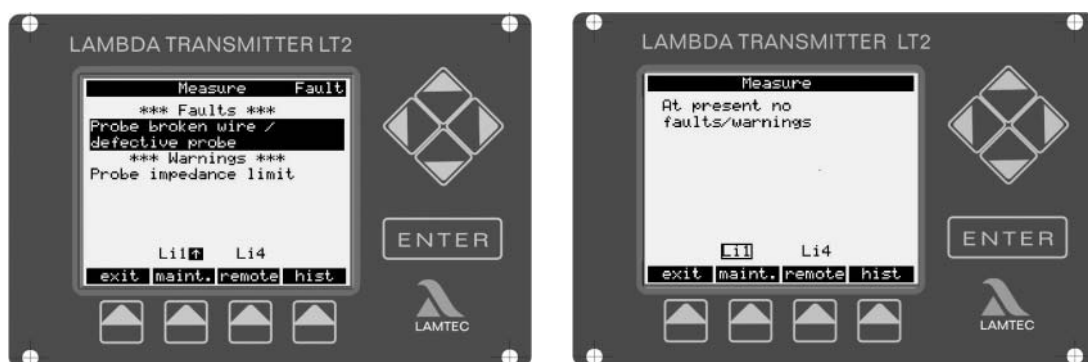 LAMBDA TRANSMITTER LT2
Measure Fault
*** Faults ***
Probe broken wire /
defective probe
*** Warnings ***
Probe impedance limit
Li1↑ Li4
exit maint. remote hist
ENTER
LAMTEC
LAMBDA TRANSMITTER LT2
Measure
At present no
faults/warnings
Li1 Li4
exit maint. remote hist
ENTER
LAMTEC